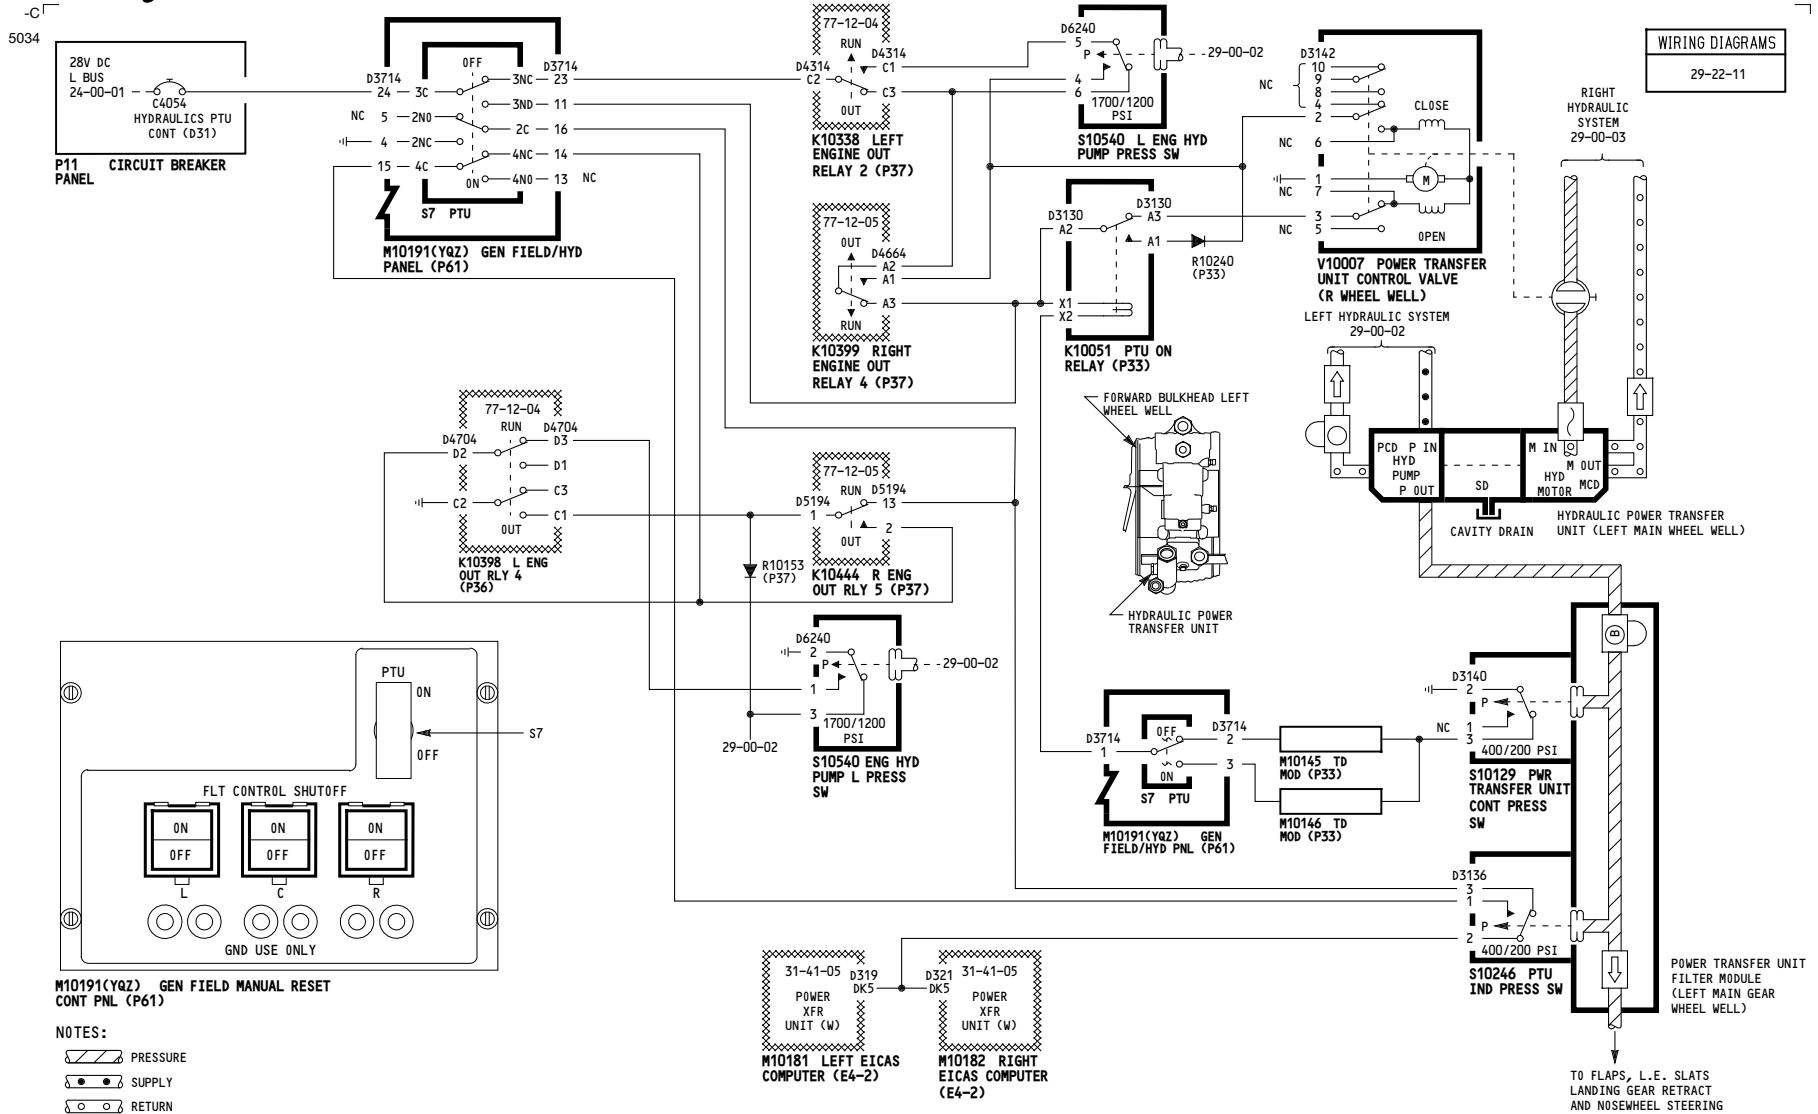 -C
5034
28V DC
L BUS
24-00-01
C4054
HYDRAULICS PTU
CONT (D31)
P11 CIRCUIT BREAKER
PANEL
D3714
24
NC 5
4
15
3C
2NO
2NC
4C
OFF
ON
3NC
3ND
2C
4NC
4NO
D3714
23
11
16
14
13 NC
S7 PTU
M10191(YQZ) GEN FIELD/HYD
PANEL (P61)
77-12-04
RUN
D4314
C2
D4314
C1
C3
OUT
K10338 LEFT
ENGINE OUT
RELAY 2 (P37)
77-12-05
OUT
D4664
A2
A1
A3
RUN
K10399 RIGHT
ENGINE OUT
RELAY 4 (P37)
D6240
5
P
4
6
1700/1200
PSI
29-00-02
S10540 L ENG HYD
PUMP PRESS SW
D3130
A2
D3130
A3
A1
X1
X2
R10240
(P33)
K10051 PTU ON
RELAY (P33)
D3142
10
9
NC
8
4
2
NC 6
1
NC 7
3
NC 5
CLOSE
M
OPEN
V10007 POWER TRANSFER
UNIT CONTROL VALVE
(R WHEEL WELL)
WIRING DIAGRAMS
29-22-11
RIGHT
HYDRAULIC
SYSTEM
29-00-03
LEFT HYDRAULIC SYSTEM
29-00-02
PCD P IN
HYD
PUMP
P OUT
SD
M IN
M OUT
HYD
MOTOR
MCD
CAVITY DRAIN
HYDRAULIC POWER TRANSFER
UNIT (LEFT MAIN WHEEL WELL)
77-12-04
RUN
D4704
D2
D4704
D3
D1
C3
C2
C1
OUT
K10398 L ENG
OUT RLY 4
(P36)
77-12-05
RUN
D5194
1
D5194
13
2
OUT
K10444 R ENG
OUT RLY 5 (P37)
R10153
(P37)
FORWARD BULKHEAD LEFT
WHEEL WELL
HYDRAULIC POWER
TRANSFER UNIT
D6240
2
P
1
3
1700/1200
PSI
29-00-02
29-00-02
S10540 ENG HYD
PUMP L PRESS
SW
PTU
ON
OFF
S7
FLT CONTROL SHUTOFF
ON ON ON
OFF OFF OFF
L C R
GND USE ONLY
M10191(YQZ) GEN FIELD MANUAL RESET
CONT PNL (P61)
D3714
1
OFF
ON
D3714
2
3
S7 PTU
M10191(YQZ) GEN
FIELD/HYD PNL (P61)
M10145 TD
MOD (P33)
M10146 TD
MOD (P33)
D3140
2
P
NC 1
3
400/200 PSI
S10129 PWR
TRANSFER UNIT
CONT PRESS
SW
B
D3136
3
1
P
2
400/200 PSI
S10246 PTU
IND PRESS SW
POWER TRANSFER UNIT
FILTER MODULE
(LEFT MAIN GEAR
WHEEL WELL)
31-41-05
D319
DK5
POWER
XFR
UNIT (W)
M10181 LEFT EICAS
COMPUTER (E4-2)
D321
DK5
31-41-05
POWER
XFR
UNIT (W)
M10182 RIGHT
EICAS COMPUTER
(E4-2)
TO FLAPS, L.E. SLATS
LANDING GEAR RETRACT
AND NOSEWHEEL STEERING
NOTES:
PRESSURE
SUPPLY
RETURN